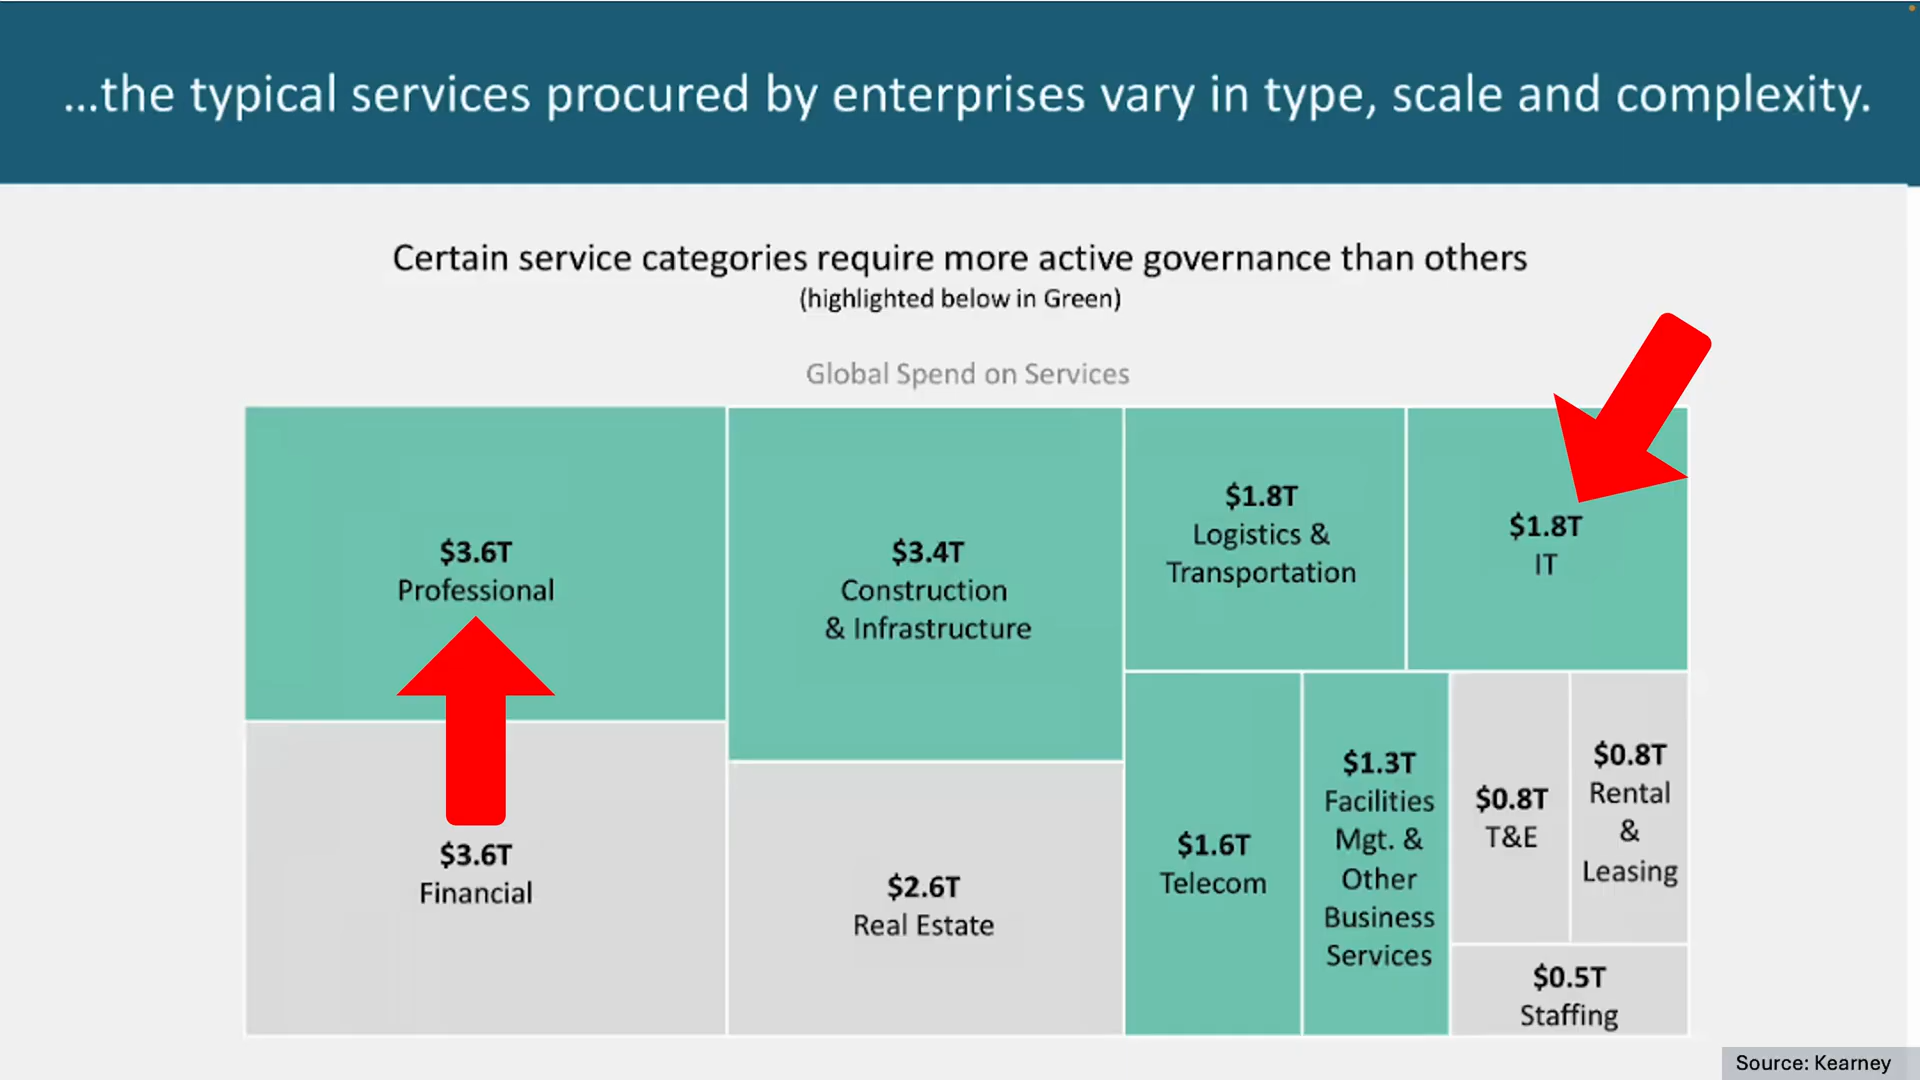 ...the typical services procured by enterprises vary in type, scale and complexity.
Certain service categories require more active governance than others
(highlighted below in Green)
Global Spend on Services
$3.6T
Professional
$3.4T
Construction
& Infrastructure
$1.8T
Logistics &
Transportation
$1.8T
IT
$3.6T
Financial
$2.6T
Real Estate
$1.6T
Telecom
$1.3T
Facilities
Mgt. &
Other
Business
Services
$0.8T
T&E
$0.8T
Rental
&
Leasing
$0.5T
Staffing
Source: Kearney